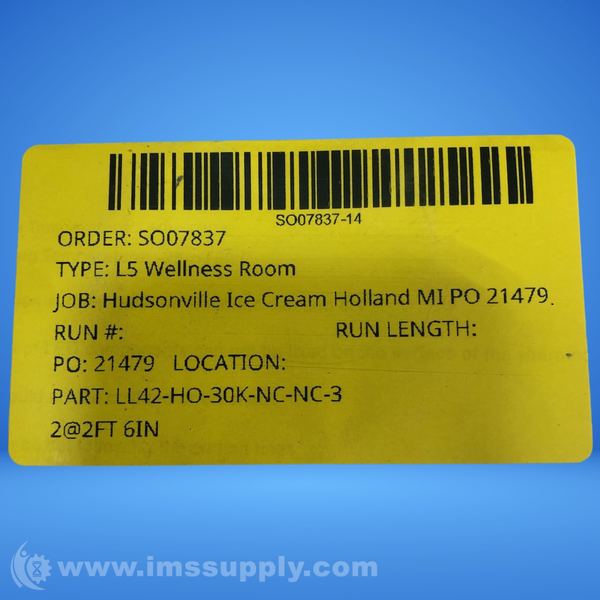 SO07837-14
ORDER: SO07837
TYPE: L5 Wellness Room
JOB: Hudsonville Ice Cream Holland MI PO 21479
RUN #: RUN LENGTH:
PO: 21479 LOCATION:
PART: LL42-HO-30K-NC-NC-3
2@2FT 6IN
www.imssupply.com